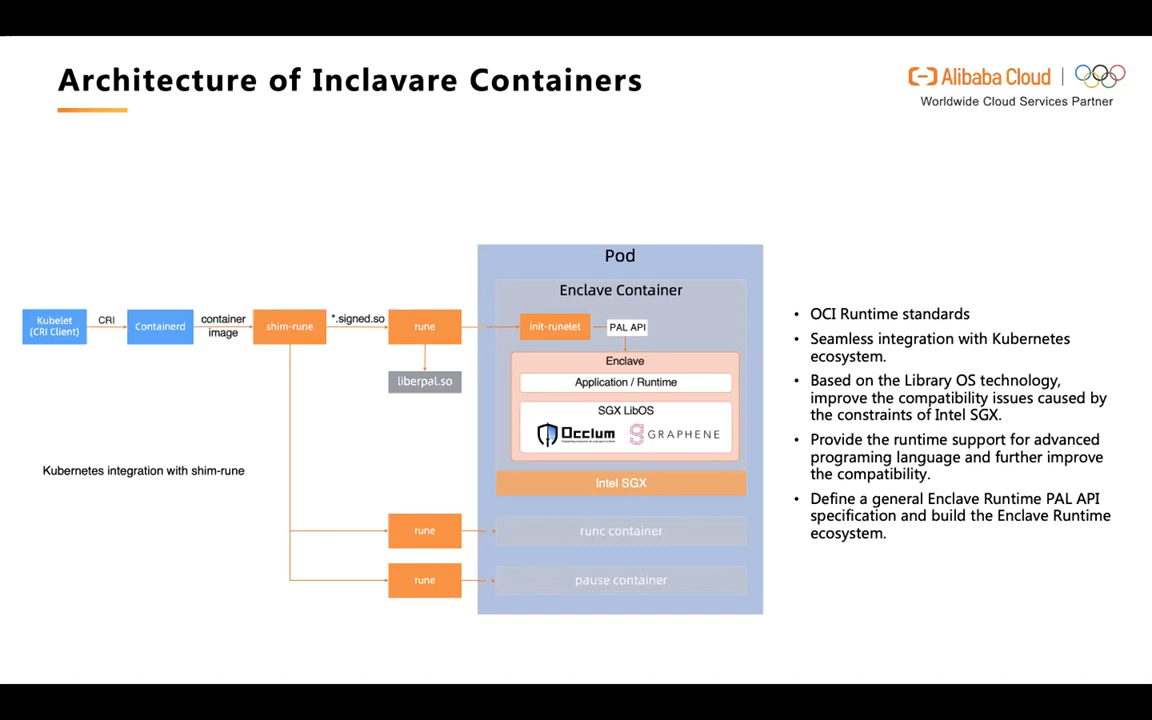 Architecture of Inclavare Containers
Alibaba Cloud
Worldwide Cloud Services Partner
Pod
Enclave Container
Kubelet
(CRI Client)
CRI
Containerd
container
image
shim-rune
*.signed.so
rune
init-runelet
PAL API
liberpal.so
Enclave
Application / Runtime
SGX LibOS
Occlum
GRAPHENE
Intel SGX
Kubernetes integration with shim-rune
rune
runc container
rune
pause container
• OCI Runtime standards
• Seamless integration with Kubernetes
ecosystem.
• Based on the Library OS technology,
improve the compatibility issues caused by
the constraints of Intel SGX.
• Provide the runtime support for advanced
programing language and further improve
the compatibility.
• Define a general Enclave Runtime PAL API
specification and build the Enclave Runtime
ecosystem.